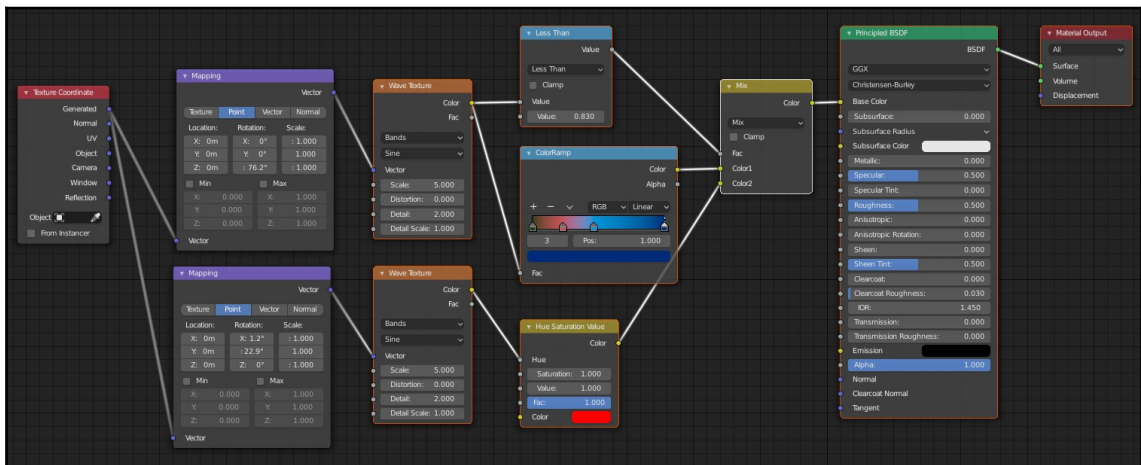 Texture Coordinate
Generated
Normal
UV
Object
Camera
Window
Reflection
Object:
From Instancer
Mapping
Vector
Texture Point Vector Normal
Location: Rotation: Scale:
X: 0m X: 0° : 1.000
Y: 0m Y: 0° 1.000
Z: 0m : 76.2° : 1.000
Min Max
X: 0.000 X: 1.000
Y: 0.000 Y: 1.000
Z: 0.000 Z: 1.000
Vector
Mapping
Vector
Texture Point Vector Normal
Location: Rotation: Scale:
X: 0m X: 1.2° : 1.000
Y: 0m : 22.9° 1.000
Z: 0m Z: 0° : 1.000
Min Max
X: 0.000 X: 1.000
Y: 0.000 Y: 1.000
Z: 0.000 Z: 1.000
Vector
Wave Texture
Color
Fac
Bands
Sine
Vector
Scale: 5.000
Distortion: 0.000
Detail: 2.000
Detail Scale: 1.000
Wave Texture
Color
Fac
Bands
Sine
Vector
Scale: 5.000
Distortion: 0.000
Detail: 2.000
Detail Scale: 1.000
Less Than
Value
Less Than
Clamp
Value
Value: 0.830
ColorRamp
Color
Alpha
+ − RGB Linear
3 Pos: 1.000
Fac
Hue Saturation Value
Color
Hue
Saturation: 1.000
Value: 1.000
Fac: 1.000
Color
Mix
Color
Mix
Clamp
Fac
Color1
Color2
Principled BSDF
BSDF
GGX
Christensen-Burley
Base Color
Subsurface: 0.000
Subsurface Radius
Subsurface Color
Metallic: 0.000
Specular: 0.500
Specular Tint: 0.000
Roughness: 0.500
Anisotropic: 0.000
Anisotropic Rotation: 0.000
Sheen: 0.000
Sheen Tint: 0.500
Clearcoat: 0.000
Clearcoat Roughness: 0.030
IOR: 1.450
Transmission: 0.000
Transmission Roughness: 0.000
Emission
Alpha: 1.000
Normal
Clearcoat Normal
Tangent
Material Output
All
Surface
Volume
Displacement